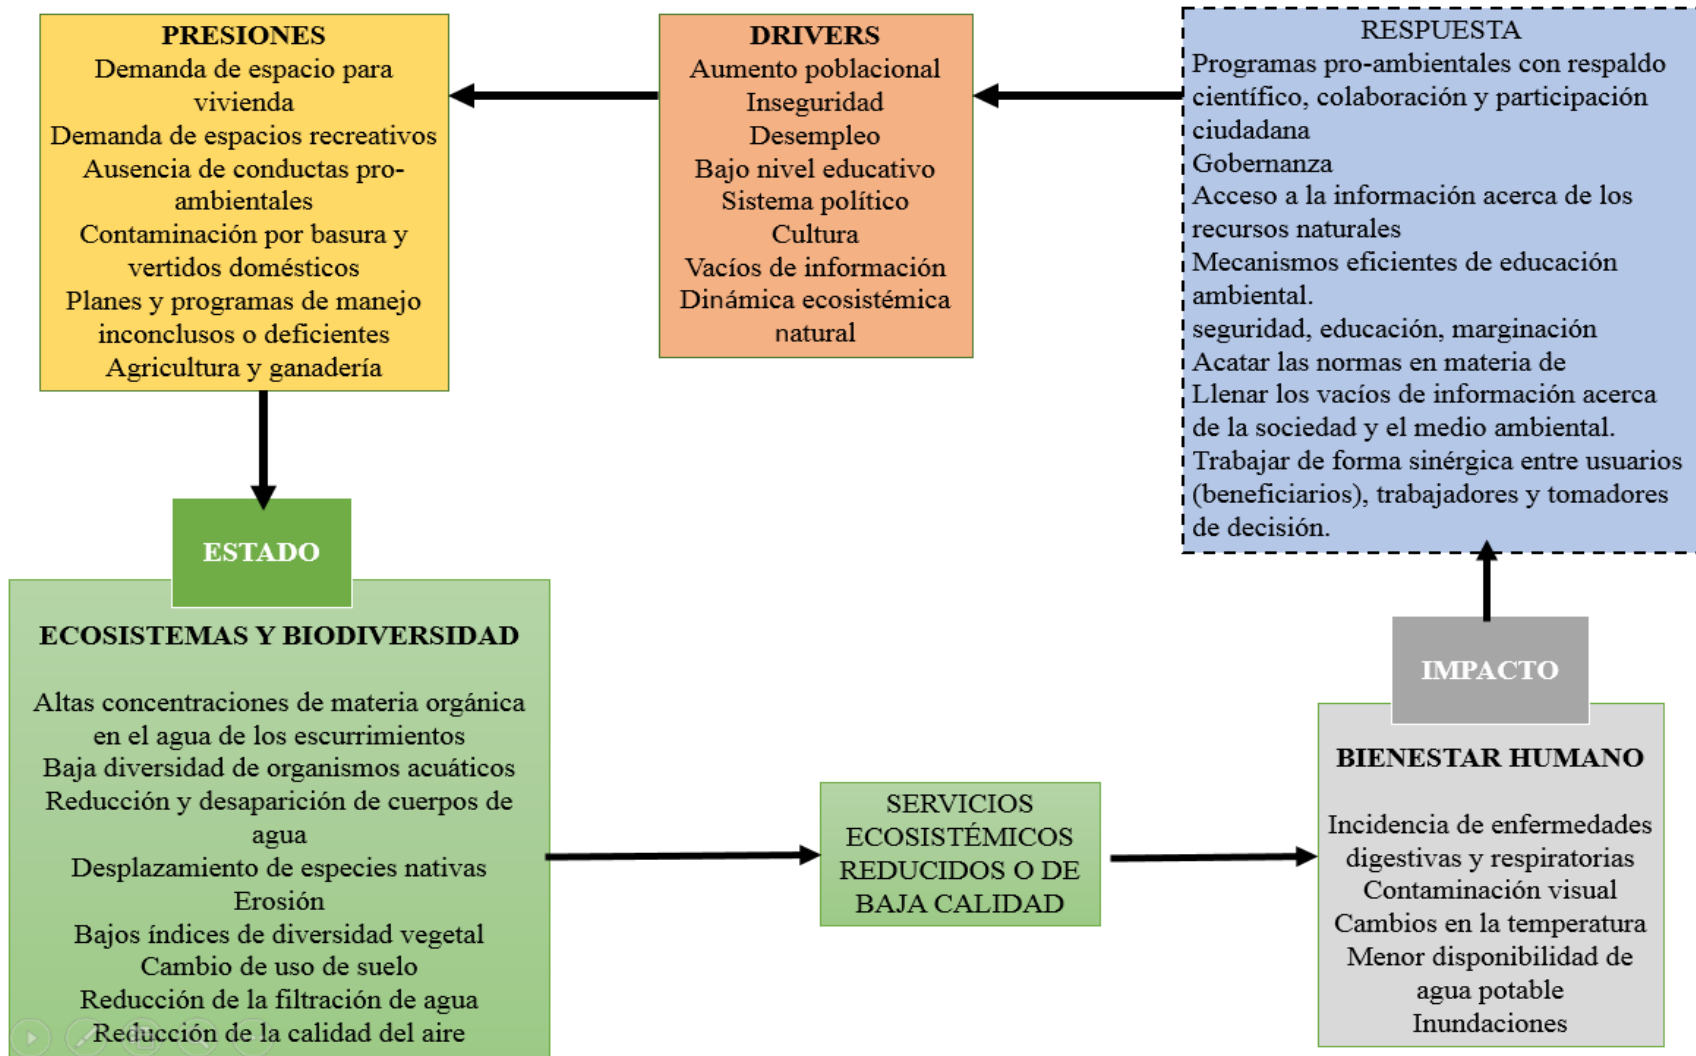 PRESIONES
Demanda de espacio para
vivienda
Demanda de espacios recreativos
Ausencia de conductas pro-
ambientales
Contaminación por basura y
vertidos domésticos
Planes y programas de manejo
inconclusos o deficientes
Agricultura y ganadería
DRIVERS
Aumento poblacional
Inseguridad
Desempleo
Bajo nivel educativo
Sistema político
Cultura
Vacíos de información
Dinámica ecosistémica
natural
RESPUESTA
Programas pro-ambientales con respaldo
científico, colaboración y participación
ciudadana
Gobernanza
Acceso a la información acerca de los
recursos naturales
Mecanismos eficientes de educación
ambiental.
seguridad, educación, marginación
Acatar las normas en materia de
Llenar los vacíos de información acerca
de la sociedad y el medio ambiental.
Trabajar de forma sinérgica entre usuarios
(beneficiarios), trabajadores y tomadores
de decisión.
ESTADO
ECOSISTEMAS Y BIODIVERSIDAD
Altas concentraciones de materia orgánica
en el agua de los escurrimientos
Baja diversidad de organismos acuáticos
Reducción y desaparición de cuerpos de
agua
Desplazamiento de especies nativas
Erosión
Bajos índices de diversidad vegetal
Cambio de uso de suelo
Reducción de la filtración de agua
Reducción de la calidad del aire
SERVICIOS
ECOSISTÉMICOS
REDUCIDOS O DE
BAJA CALIDAD
IMPACTO
BIENESTAR HUMANO
Incidencia de enfermedades
digestivas y respiratorias
Contaminación visual
Cambios en la temperatura
Menor disponibilidad de
agua potable
Inundaciones